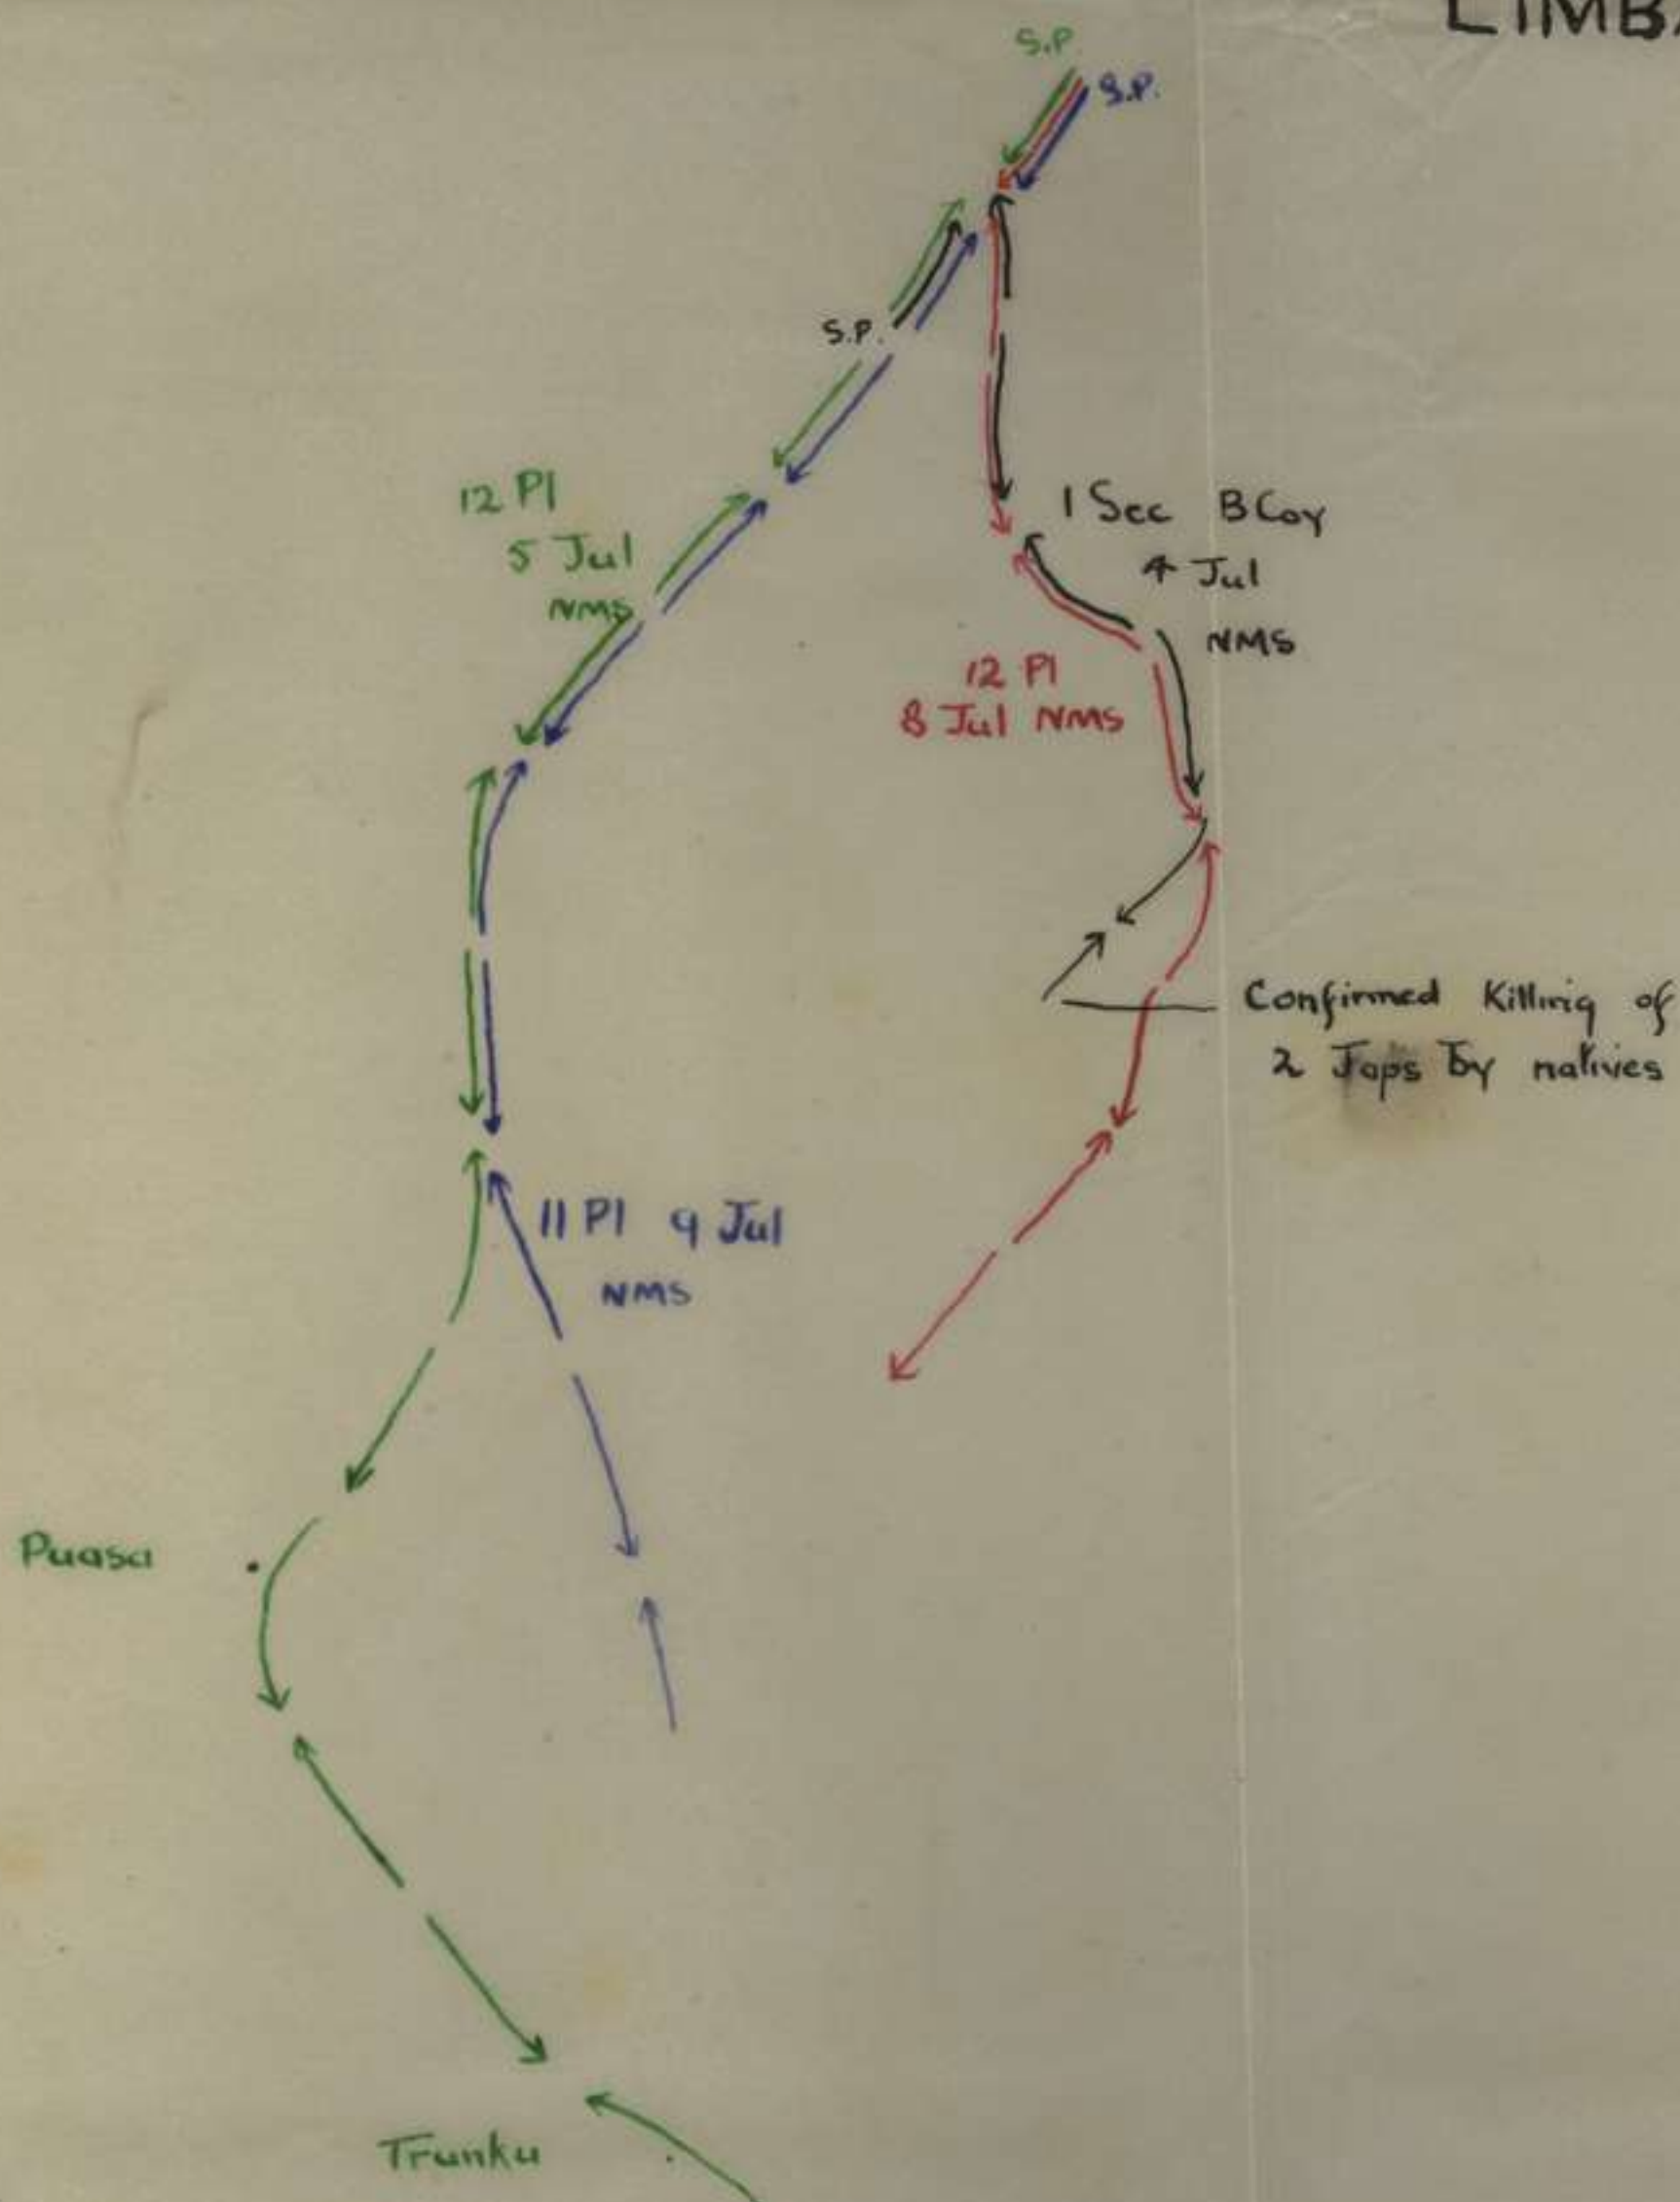 LIMBA
S.P.
S.P.
S.P.
12 Pl
5 Jul
NMS
1 Sec B Coy
4 Jul
NMS
12 Pl
8 Jul NMS
Confirmed Killing of
2 Japs by natives
11 Pl 9 Jul
NMS
Puasa
Trunku